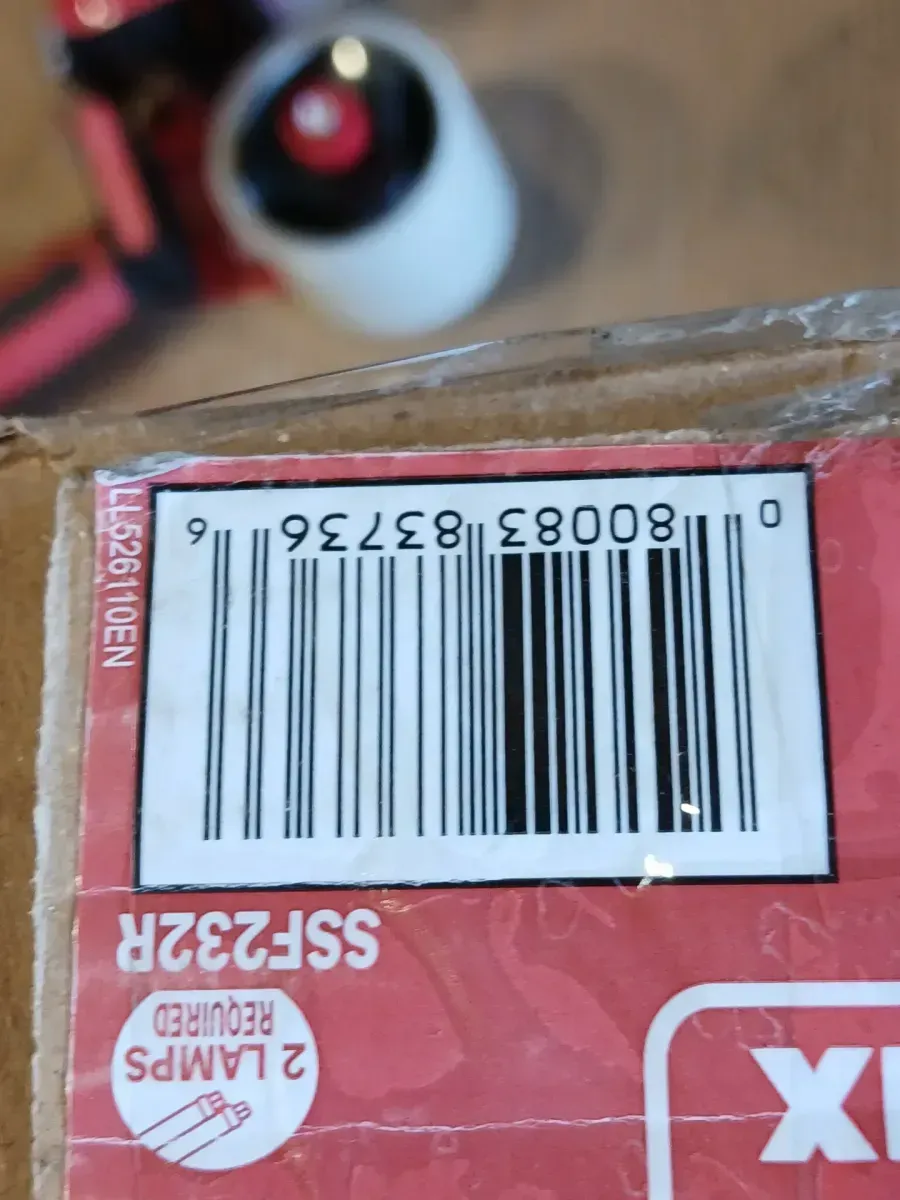 2 LAMPS
REQUIRED
SSF232R
0 80083 83736 6
LL526110EN